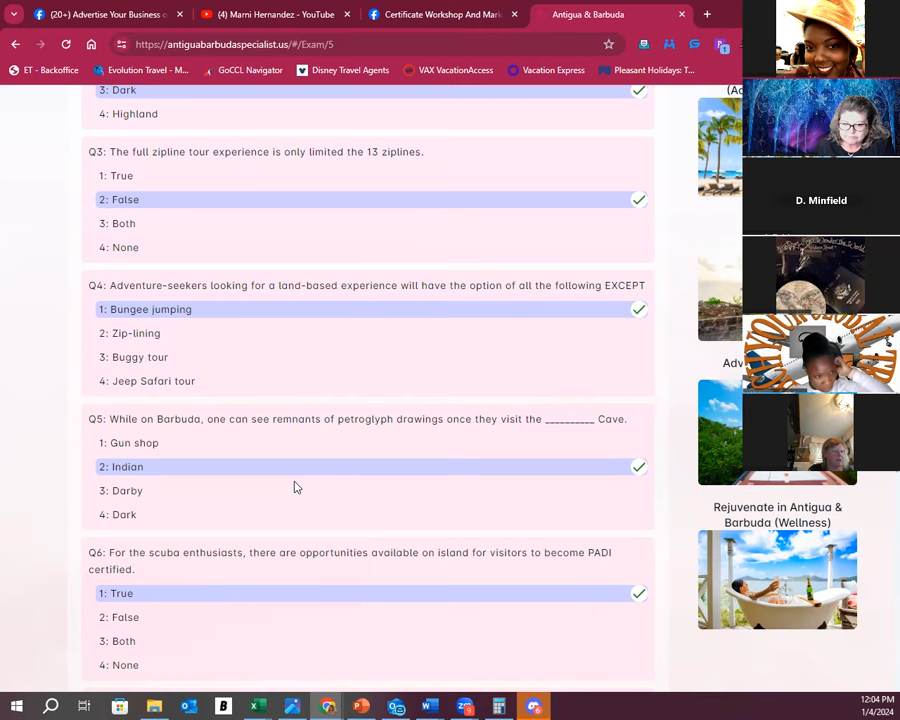 (20+) Advertise Your Business o
(4) Marni Hernandez - YouTube
Certificate Workshop And Mark
Antigua & Barbuda
https://antiguabarbudaspecialist.us/#/Exam/5
ET - Backoffice
Evolution Travel - M...
GoCCL Navigator
Disney Travel Agents
VAX VacationAccess
Vacation Express
Pleasant Holidays: T...
3: Dark
4: Highland
Q3: The full zipline tour experience is only limited the 13 ziplines.
1: True
2: False
3: Both
4: None
Q4: Adventure-seekers looking for a land-based experience will have the option of all the following EXCEPT
1: Bungee jumping
2: Zip-lining
3: Buggy tour
4: Jeep Safari tour
Q5: While on Barbuda, one can see remnants of petroglyph drawings once they visit the __________ Cave.
1: Gun shop
2: Indian
3: Darby
4: Dark
Q6: For the scuba enthusiasts, there are opportunities available on island for visitors to become PADI
certified.
1: True
2: False
3: Both
4: None
(Ac
Adv
Rejuvenate in Antigua &
Barbuda (Wellness)
D. Minfield
12:04 PM
1/4/2024